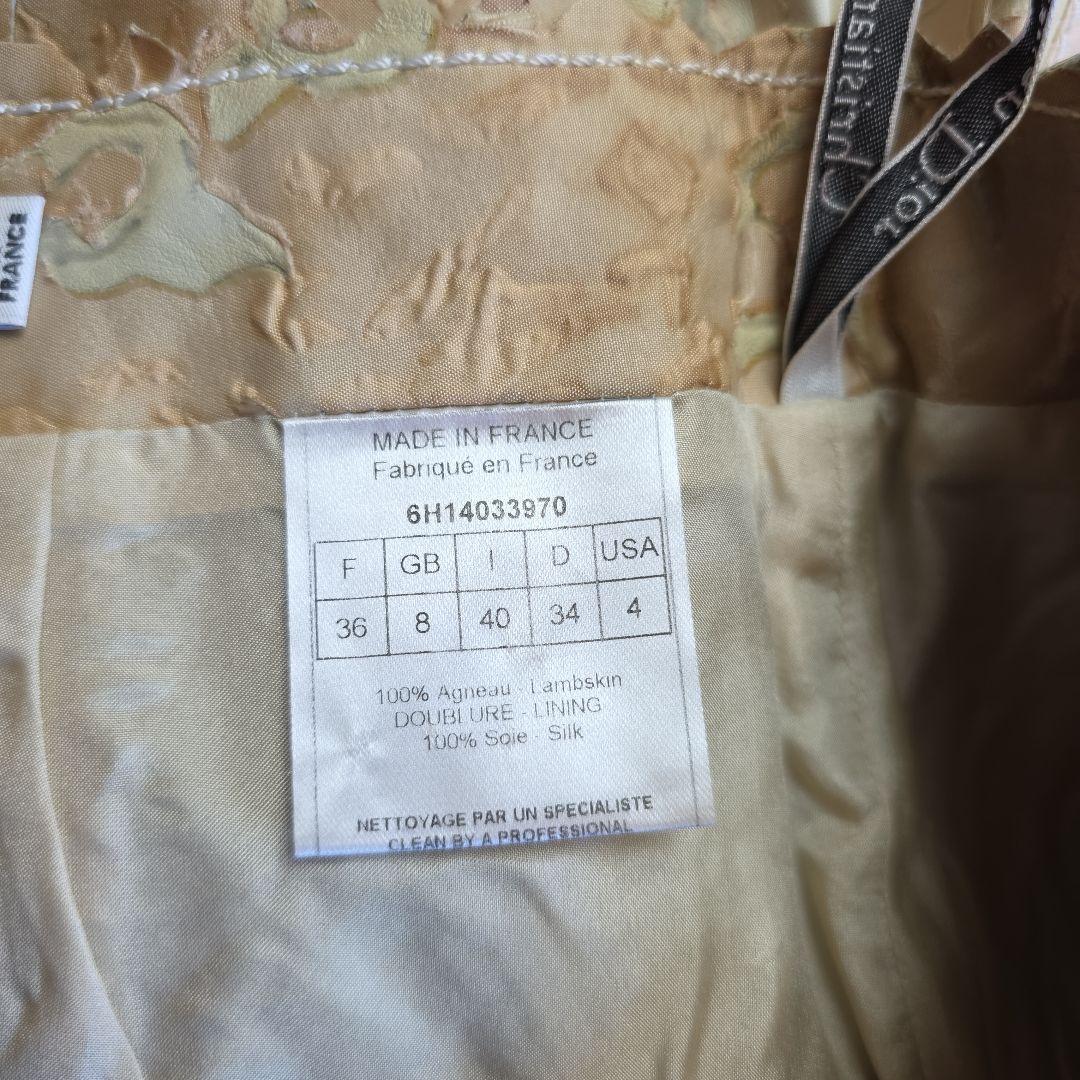 Christian
Dior
FRANCE
MADE IN FRANCE
Fabriqué en France
6H14033970
F GB I D USA
36 8 40 34 4
100% Agneau - Lambskin
DOUBLURE - LINING
100% Soie - Silk
NETTOYAGE PAR UN SPECIALISTE
CLEAN BY A PROFESSIONAL